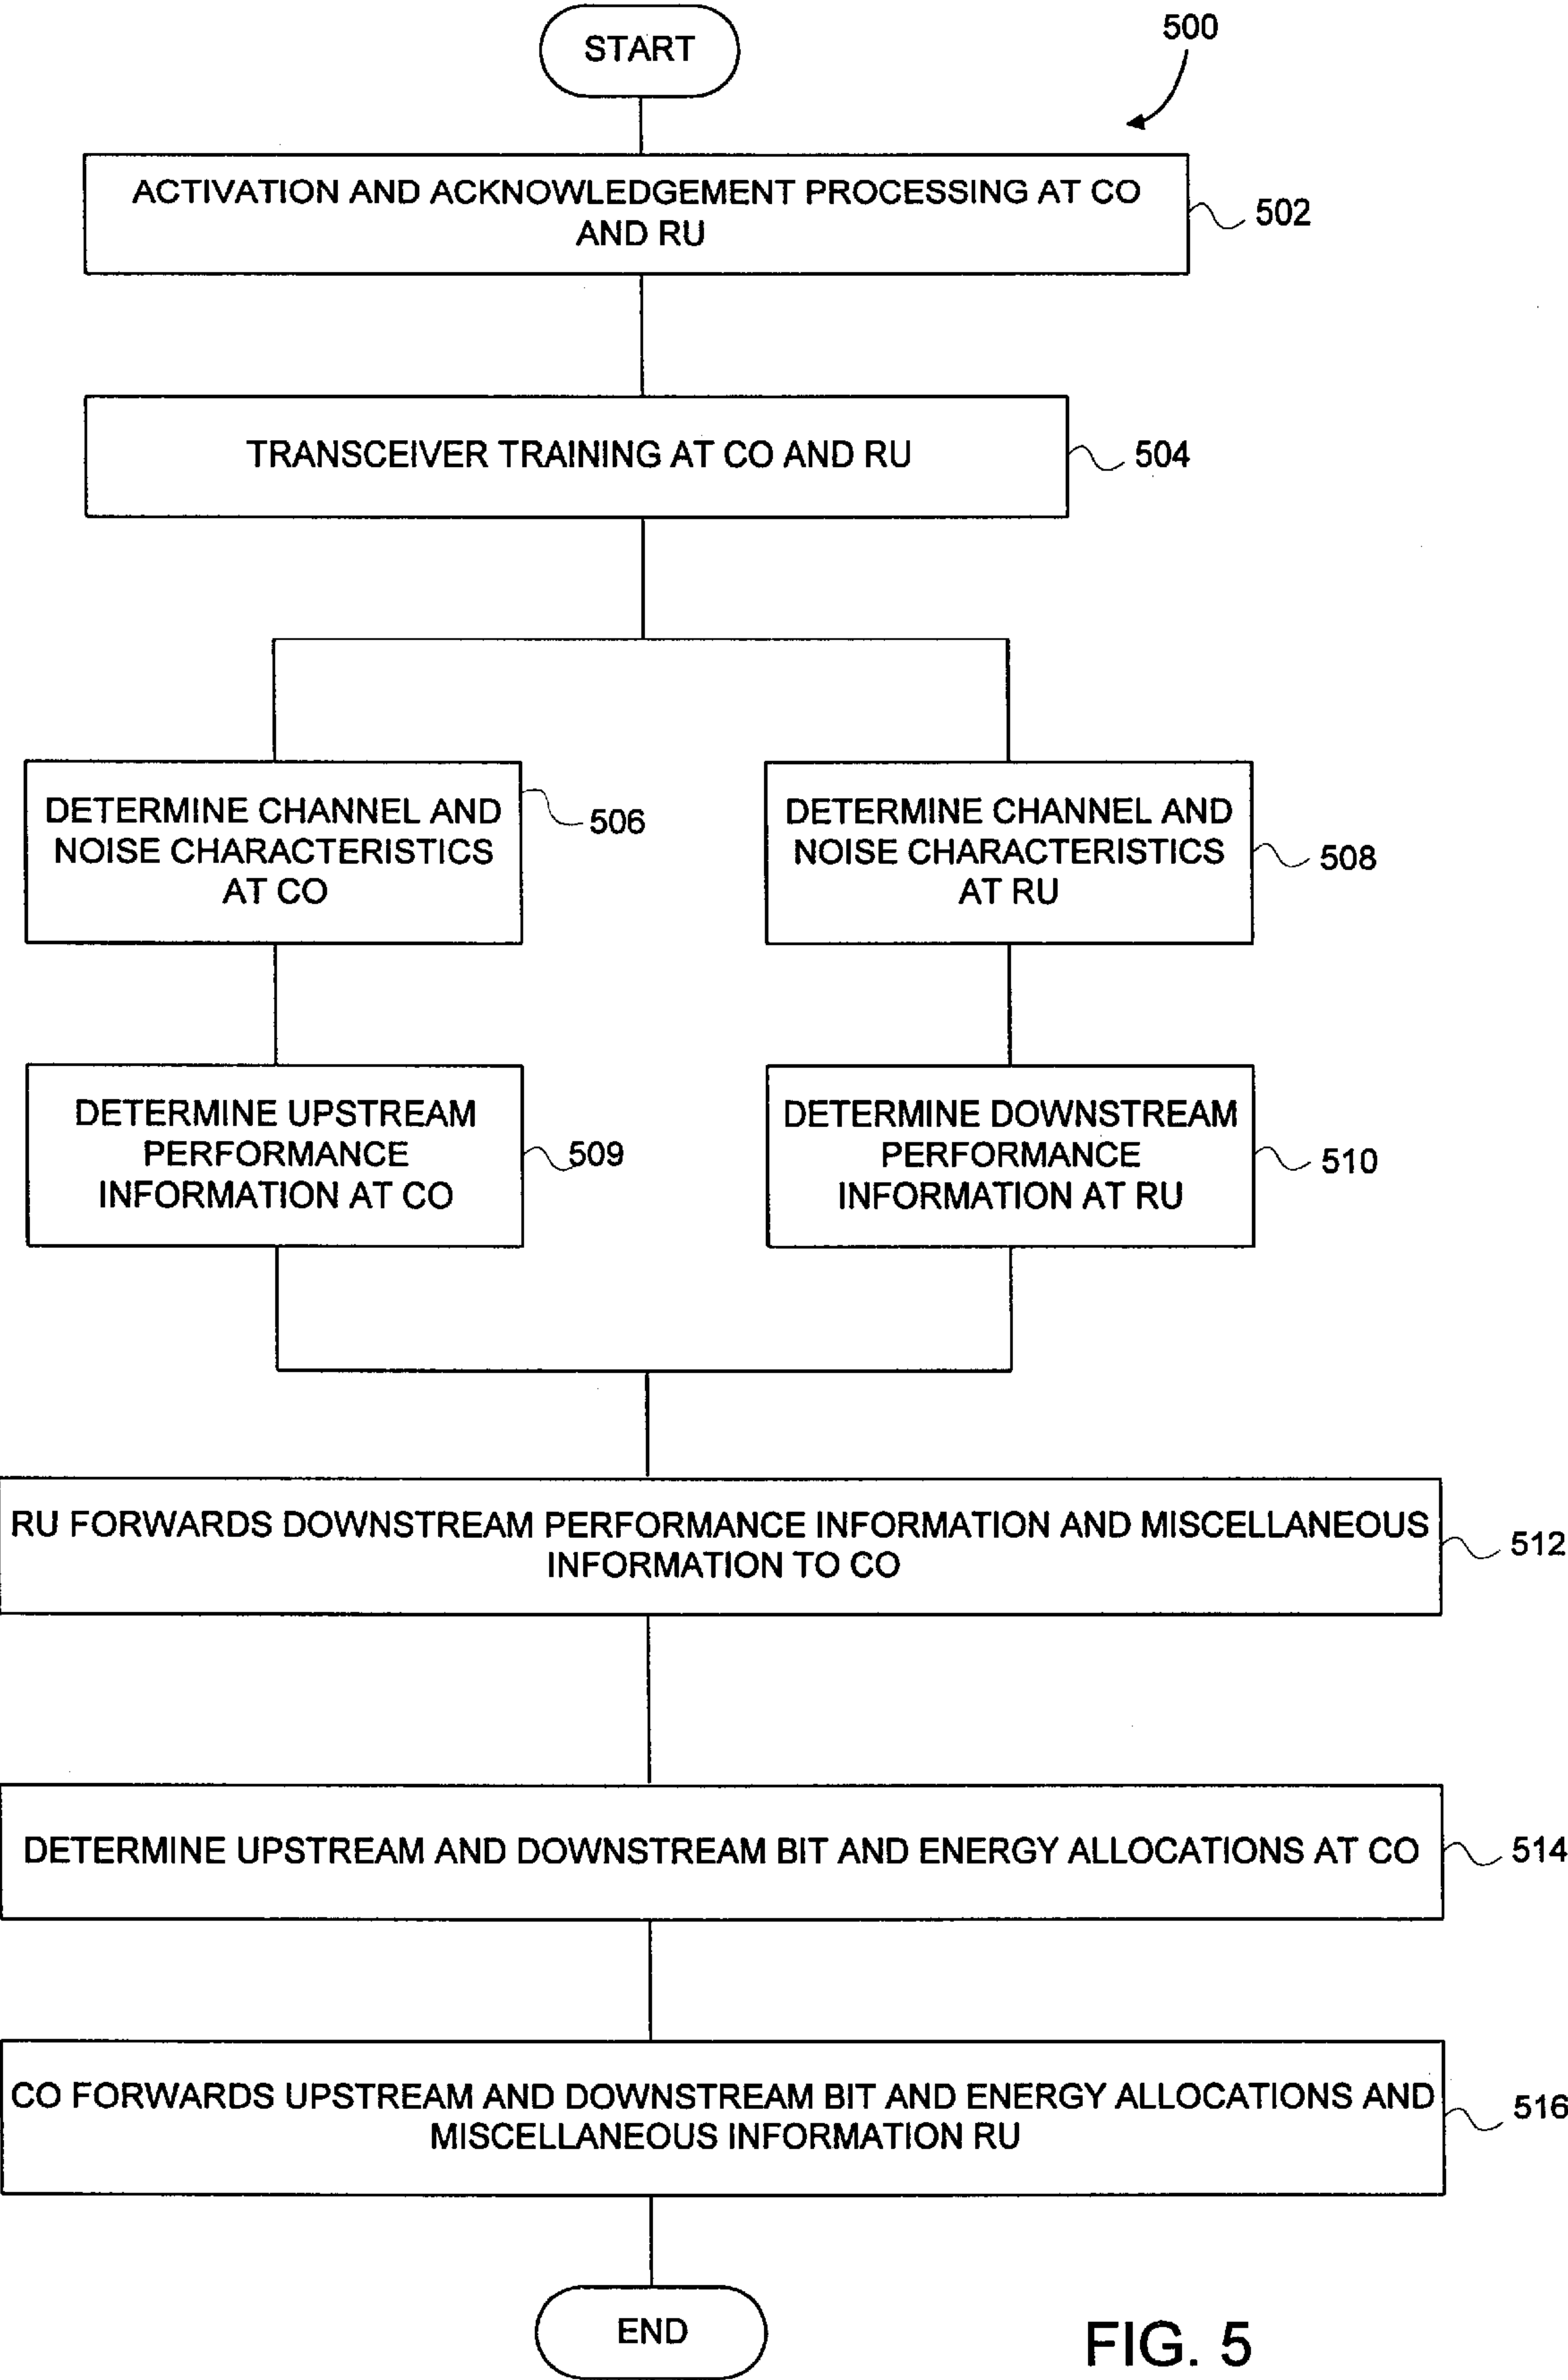 START
500
ACTIVATION AND ACKNOWLEDGEMENT PROCESSING AT CO
AND RU
502
TRANSCEIVER TRAINING AT CO AND RU
504
DETERMINE CHANNEL AND
NOISE CHARACTERISTICS
AT CO
506
DETERMINE CHANNEL AND
NOISE CHARACTERISTICS
AT RU
508
DETERMINE UPSTREAM
PERFORMANCE
INFORMATION AT CO
509
DETERMINE DOWNSTREAM
PERFORMANCE
INFORMATION AT RU
510
RU FORWARDS DOWNSTREAM PERFORMANCE INFORMATION AND MISCELLANEOUS
INFORMATION TO CO
512
DETERMINE UPSTREAM AND DOWNSTREAM BIT AND ENERGY ALLOCATIONS AT CO
514
CO FORWARDS UPSTREAM AND DOWNSTREAM BIT AND ENERGY ALLOCATIONS AND
MISCELLANEOUS INFORMATION RU
516
END
FIG. 5